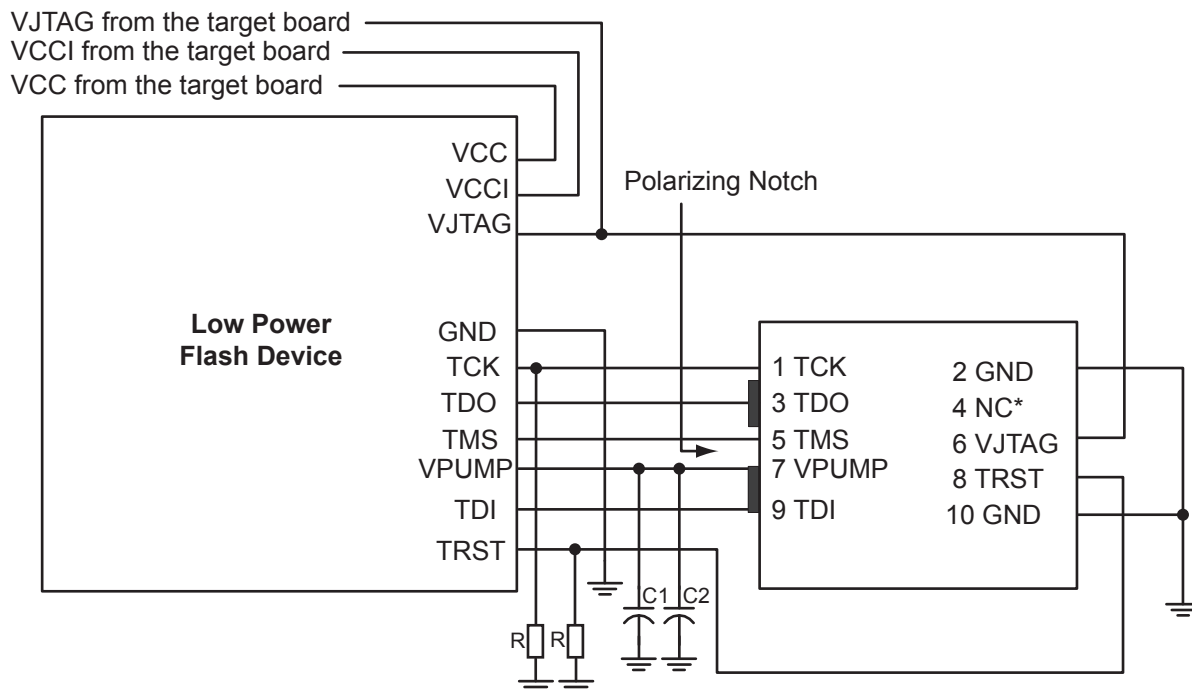 VJTAG from the target board
VCCI from the target board
VCC from the target board
VCC
VCCI
VJTAG
Polarizing Notch
Low Power
Flash Device
GND
TCK
TDO
TMS
VPUMP
TDI
TRST
1 TCK
3 TDO
5 TMS
7 VPUMP
9 TDI
2 GND
4 NC*
6 VJTAG
8 TRST
10 GND
C1
C2
R
R